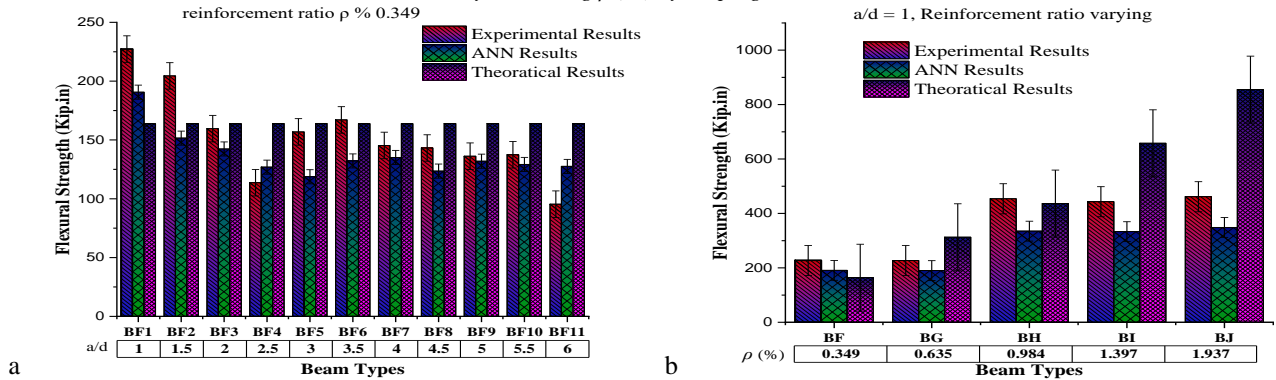 reinforcement ratio ρ % 0.349
Experimental Results
ANN Results
Theoratical Results
Flexural Strength (Kip.in)
250
200
150
100
50
0
BF1 BF2 BF3 BF4 BF5 BF6 BF7 BF8 BF9 BF10 BF11
a/d 1 1.5 2 2.5 3 3.5 4 4.5 5 5.5 6
Beam Types
a
a/d = 1, Reinforcement ratio varying
Experimental Results
ANN Results
Theoratical Results
Flexural Strength (Kip.in)
1000
800
600
400
200
0
BF BG BH BI BJ
ρ (%) 0.349 0.635 0.984 1.397 1.937
Beam Types
b